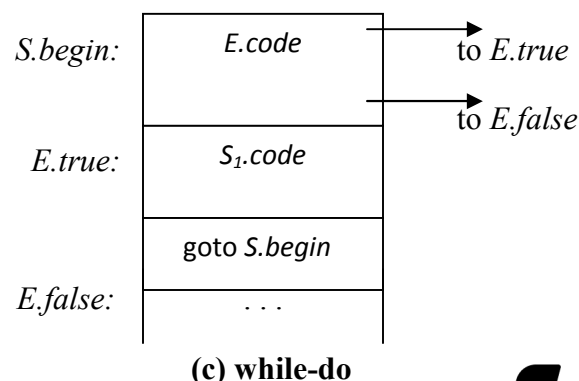 S.begin: E.code to E.true
to E.false
E.true: S₁.code
goto S.begin
E.false: . . .
(c) while-do